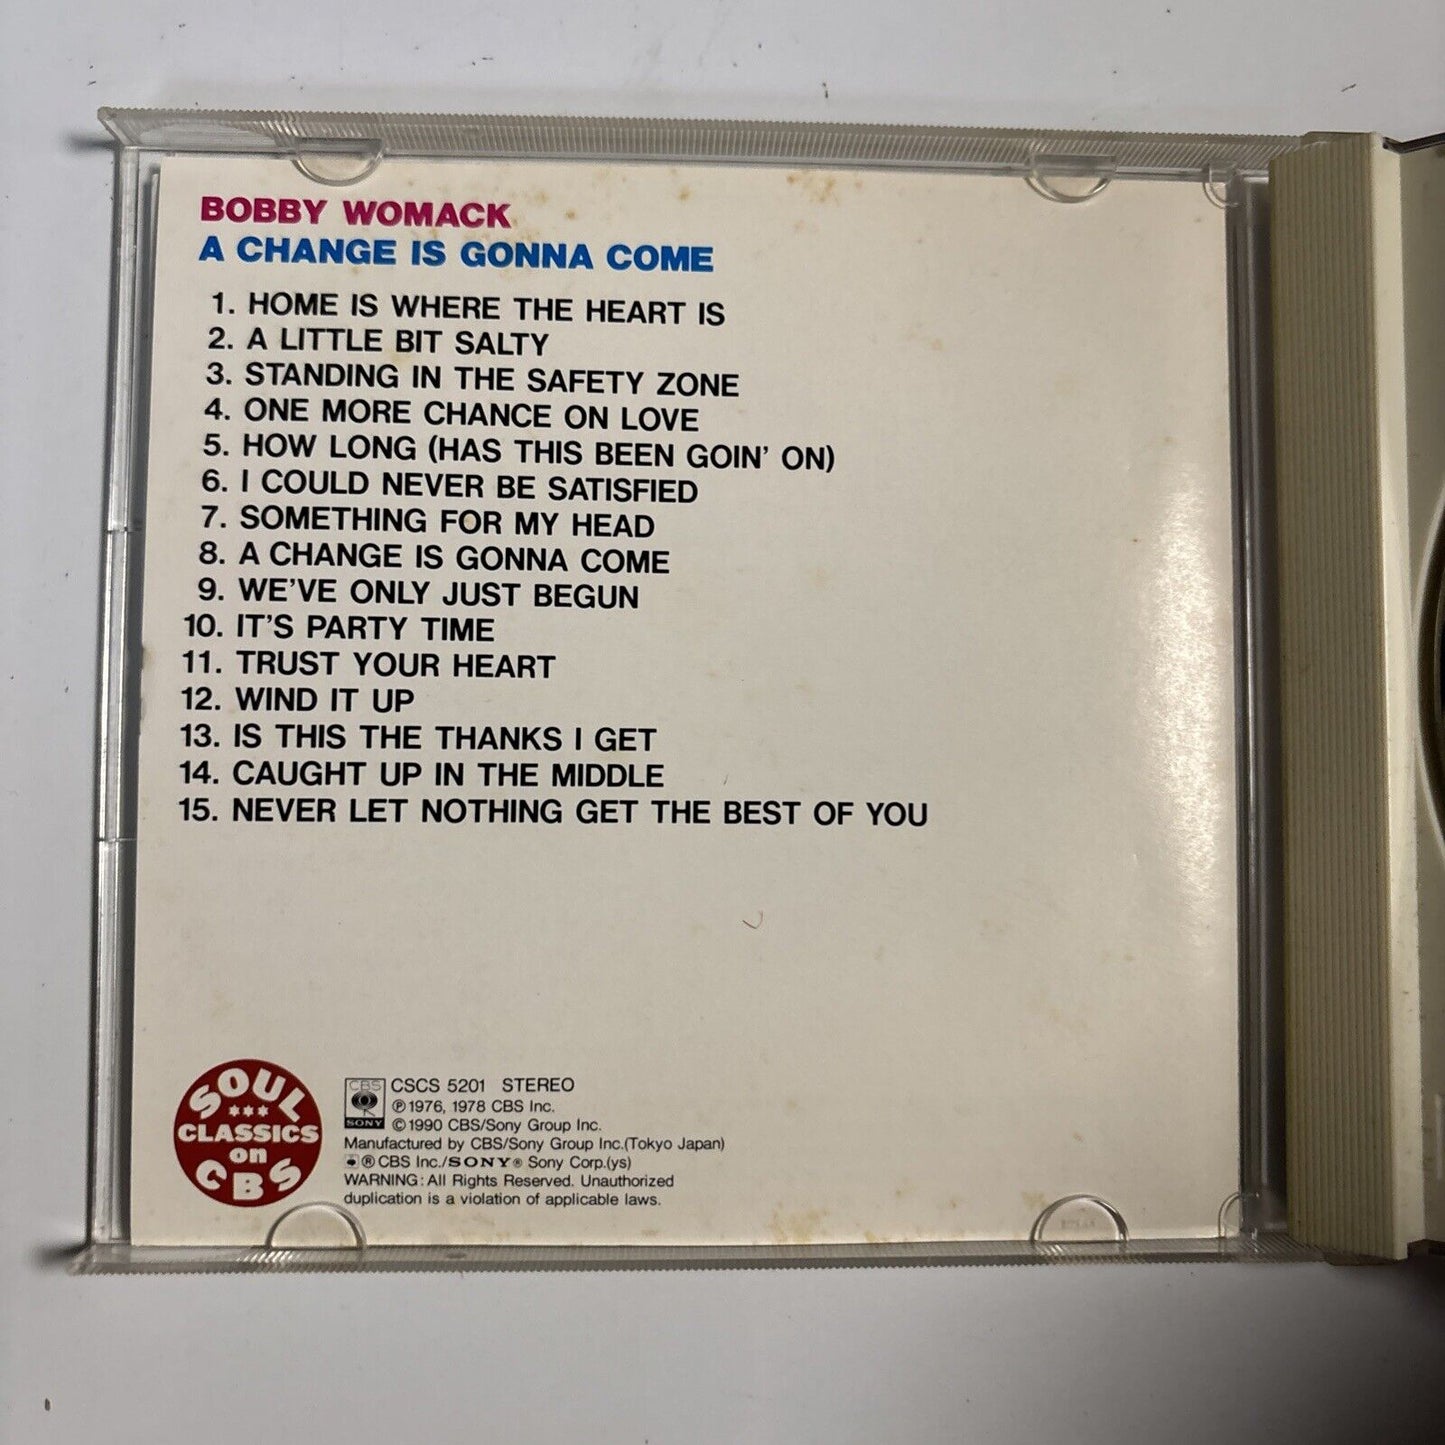 BOBBY WOMACK
A CHANGE IS GONNA COME
1. HOME IS WHERE THE HEART IS
2. A LITTLE BIT SALTY
3. STANDING IN THE SAFETY ZONE
4. ONE MORE CHANCE ON LOVE
5. HOW LONG (HAS THIS BEEN GOIN' ON)
6. I COULD NEVER BE SATISFIED
7. SOMETHING FOR MY HEAD
8. A CHANGE IS GONNA COME
9. WE'VE ONLY JUST BEGUN
10. IT'S PARTY TIME
11. TRUST YOUR HEART
12. WIND IT UP
13. IS THIS THE THANKS I GET
14. CAUGHT UP IN THE MIDDLE
15. NEVER LET NOTHING GET THE BEST OF YOU
SOUL
CLASSICS
on
CBS
CBS
SONY
CSCS 5201 STEREO
℗1976, 1978 CBS Inc.
©1990 CBS/Sony Group Inc.
Manufactured by CBS/Sony Group Inc.(Tokyo Japan)
® CBS Inc./SONY® Sony Corp.(ys)
WARNING: All Rights Reserved. Unauthorized
duplication is a violation of applicable laws.